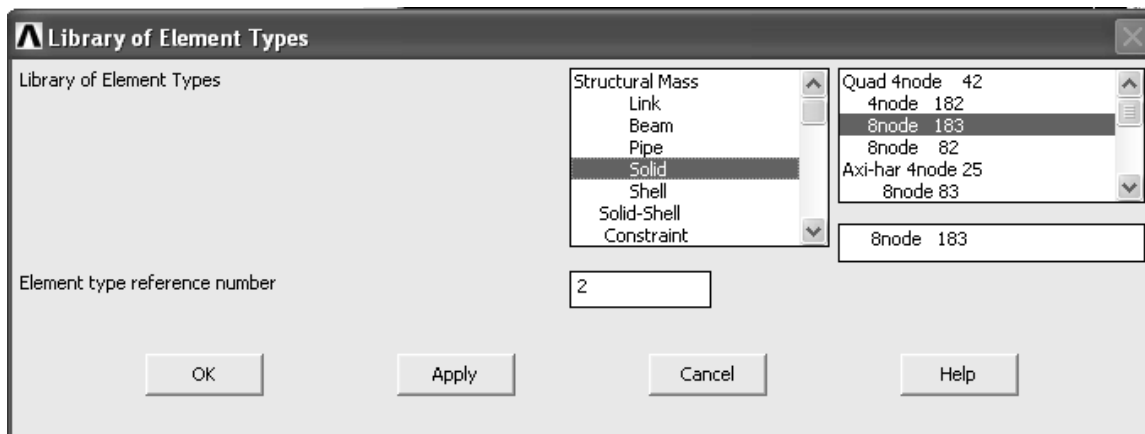 Library of Element Types
Library of Element Types
Structural Mass
Link
Beam
Pipe
Solid
Shell
Solid-Shell
Constraint
Quad 4node 42
4node 182
8node 183
8node 82
Axi-har 4node 25
8node 83
8node 183
Element type reference number
2
OK
Apply
Cancel
Help